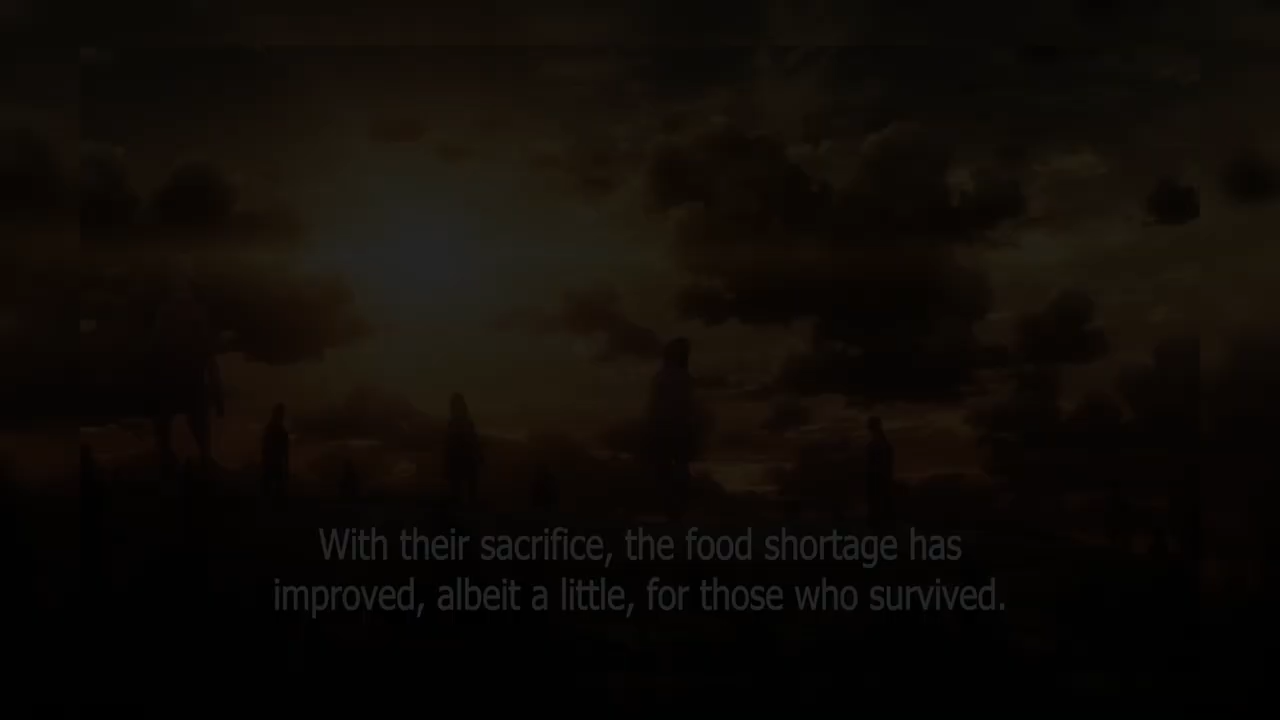 With their sacrifice, the food shortage has
improved, albeit a little, for those who survived.